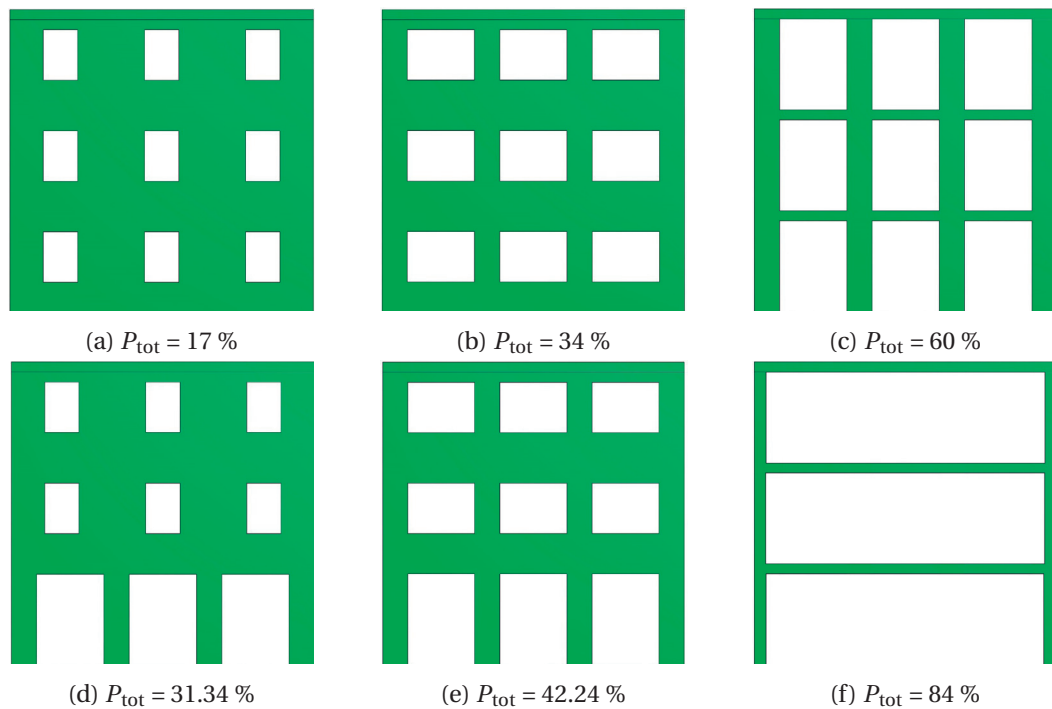 (a) P_tot = 17 %
(b) P_tot = 34 %
(c) P_tot = 60 %
(d) P_tot = 31.34 %
(e) P_tot = 42.24 %
(f) P_tot = 84 %